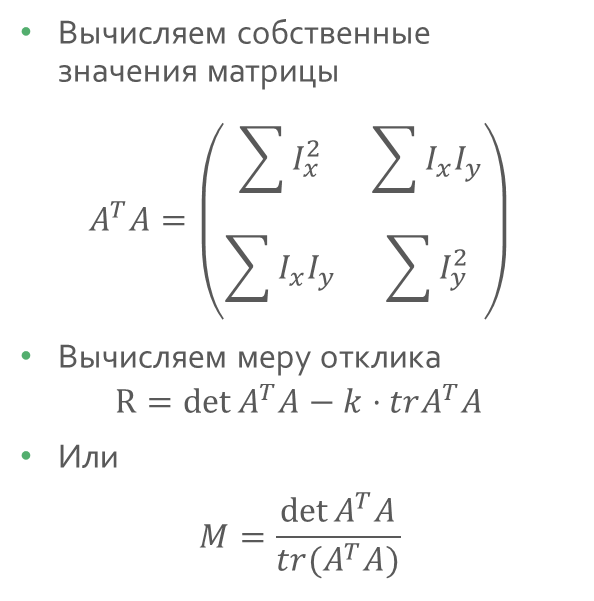 • Вычисляем собственные
значения матрицы
∑ I_x^2 ∑ I_x I_y
A^T A =
∑ I_x I_y ∑ I_y^2
• Вычисляем меру отклика
R = det A^T A − k · tr A^T A
• Или
M = det A^T A / tr(A^T A)